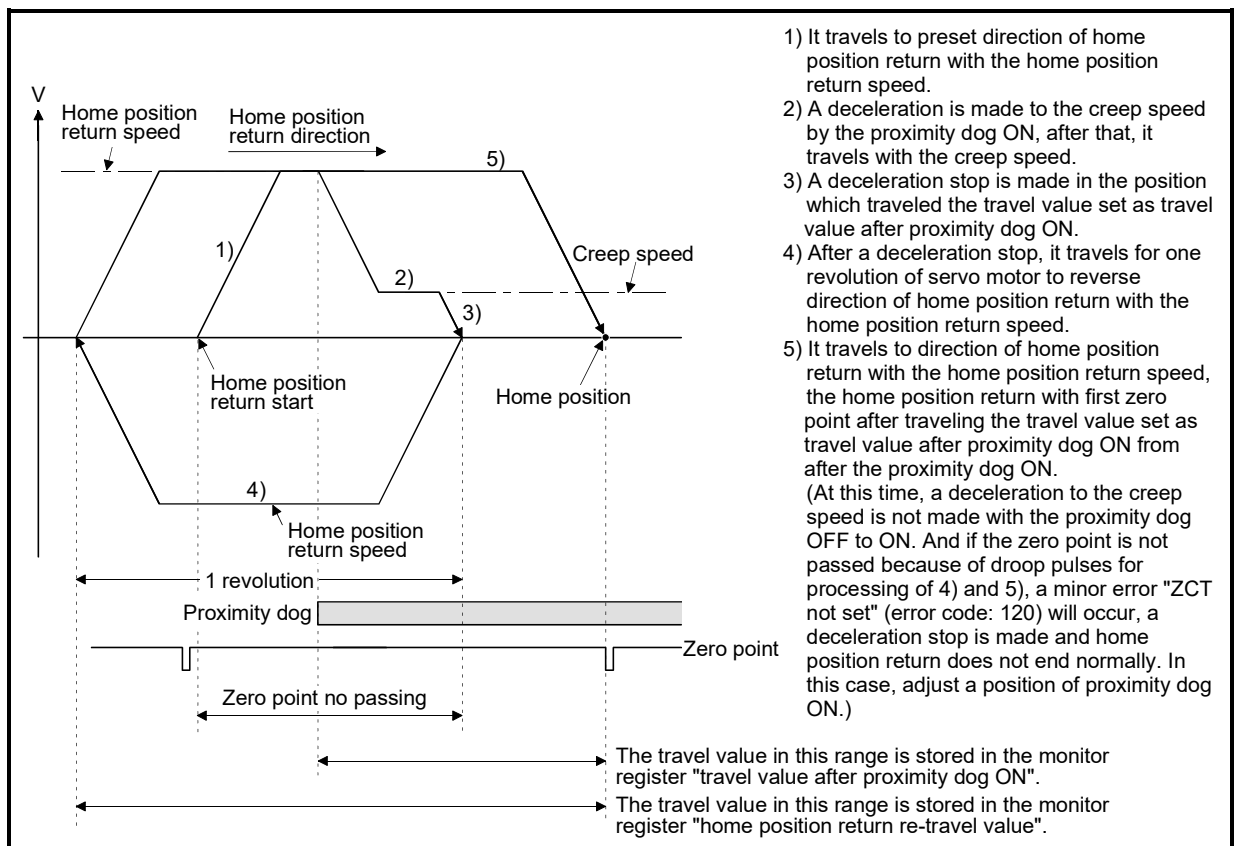 V
Home position
return speed
Home position
return direction
5)
1)
2)
Creep speed
3)
Home position
return start
Home position
4)
Home position
return speed
1 revolution
Proximity dog
Zero point
Zero point no passing
The travel value in this range is stored in the monitor
register "travel value after proximity dog ON".
The travel value in this range is stored in the monitor
register "home position return re-travel value".
1) It travels to preset direction of home
position return with the home position
return speed.
2) A deceleration is made to the creep speed
by the proximity dog ON, after that, it
travels with the creep speed.
3) A deceleration stop is made in the position
which traveled the travel value set as travel
value after proximity dog ON.
4) After a deceleration stop, it travels for one
revolution of servo motor to reverse
direction of home position return with the
home position return speed.
5) It travels to direction of home position
return with the home position return speed,
the home position return with first zero
point after traveling the travel value set as
travel value after proximity dog ON from
after the proximity dog ON.
(At this time, a deceleration to the creep
speed is not made with the proximity dog
OFF to ON. And if the zero point is not
passed because of droop pulses for
processing of 4) and 5), a minor error "ZCT
not set" (error code: 120) will occur, a
deceleration stop is made and home
position return does not end normally. In
this case, adjust a position of proximity dog
ON.)